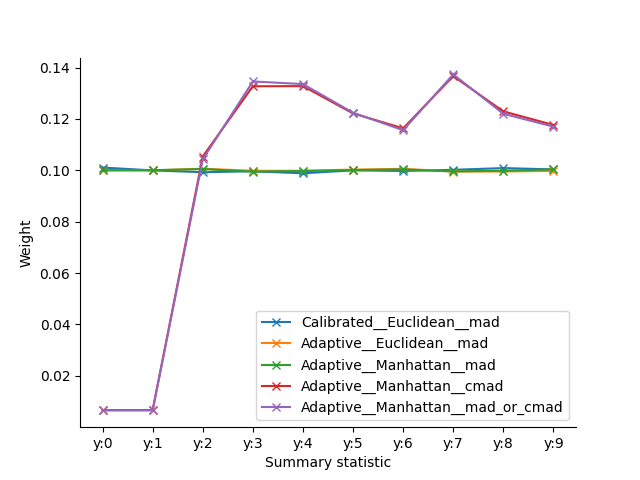 0.14
0.12
0.10
0.08
0.06
0.04
0.02
Weight
Calibrated__Euclidean__mad
Adaptive__Euclidean__mad
Adaptive__Manhattan__mad
Adaptive__Manhattan__cmad
Adaptive__Manhattan__mad_or_cmad
y:0 y:1 y:2 y:3 y:4 y:5 y:6 y:7 y:8 y:9
Summary statistic